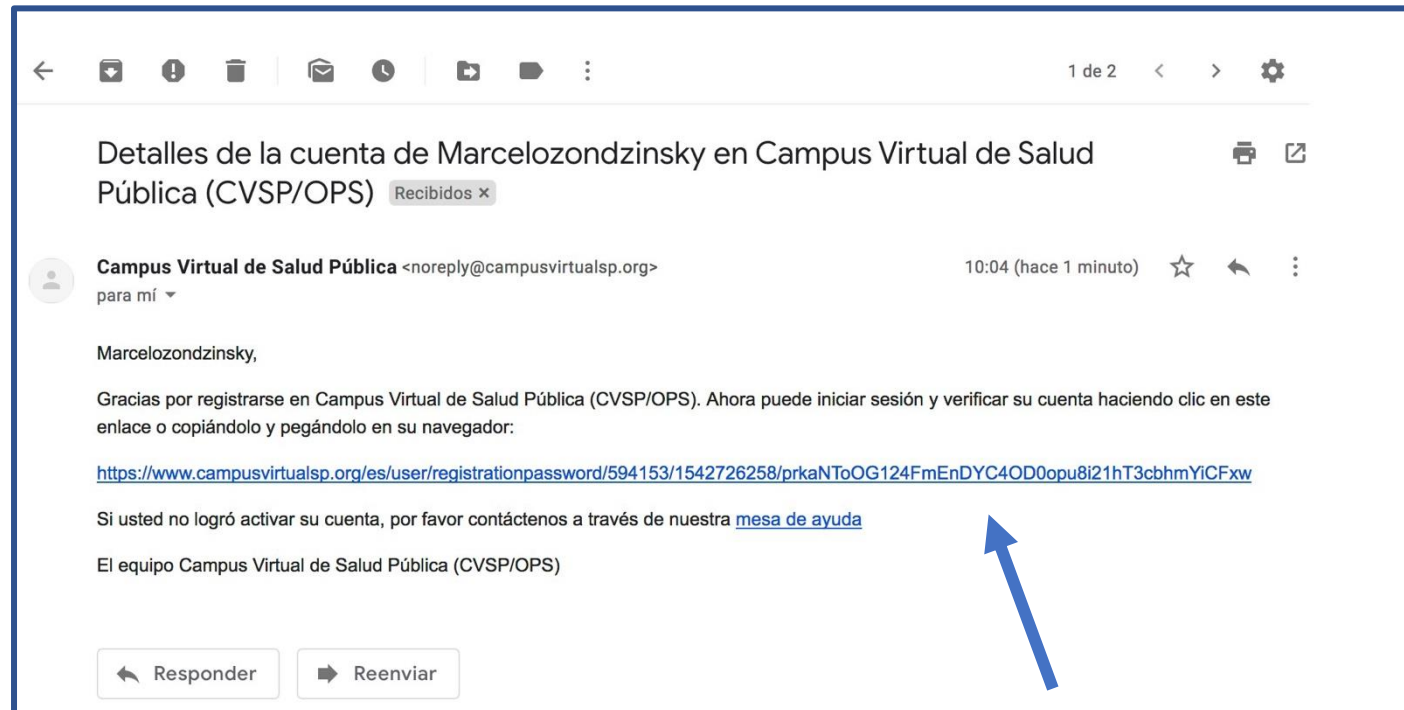 1 de 2
Detalles de la cuenta de Marcelozondzinsky en Campus Virtual de Salud
Pública (CVSP/OPS) Recibidos ×
Campus Virtual de Salud Pública <noreply@campusvirtualsp.org> 10:04 (hace 1 minuto)
para mí
Marcelozondzinsky,
Gracias por registrarse en Campus Virtual de Salud Pública (CVSP/OPS). Ahora puede iniciar sesión y verificar su cuenta haciendo clic en este
enlace o copiándolo y pegándolo en su navegador:
https://www.campusvirtualsp.org/es/user/registrationpassword/594153/1542726258/prkaNToOG124FmEnDYC4OD0opu8i21hT3cbhmYiCFxw
Si usted no logró activar su cuenta, por favor contáctenos a través de nuestra mesa de ayuda
El equipo Campus Virtual de Salud Pública (CVSP/OPS)
Responder Reenviar